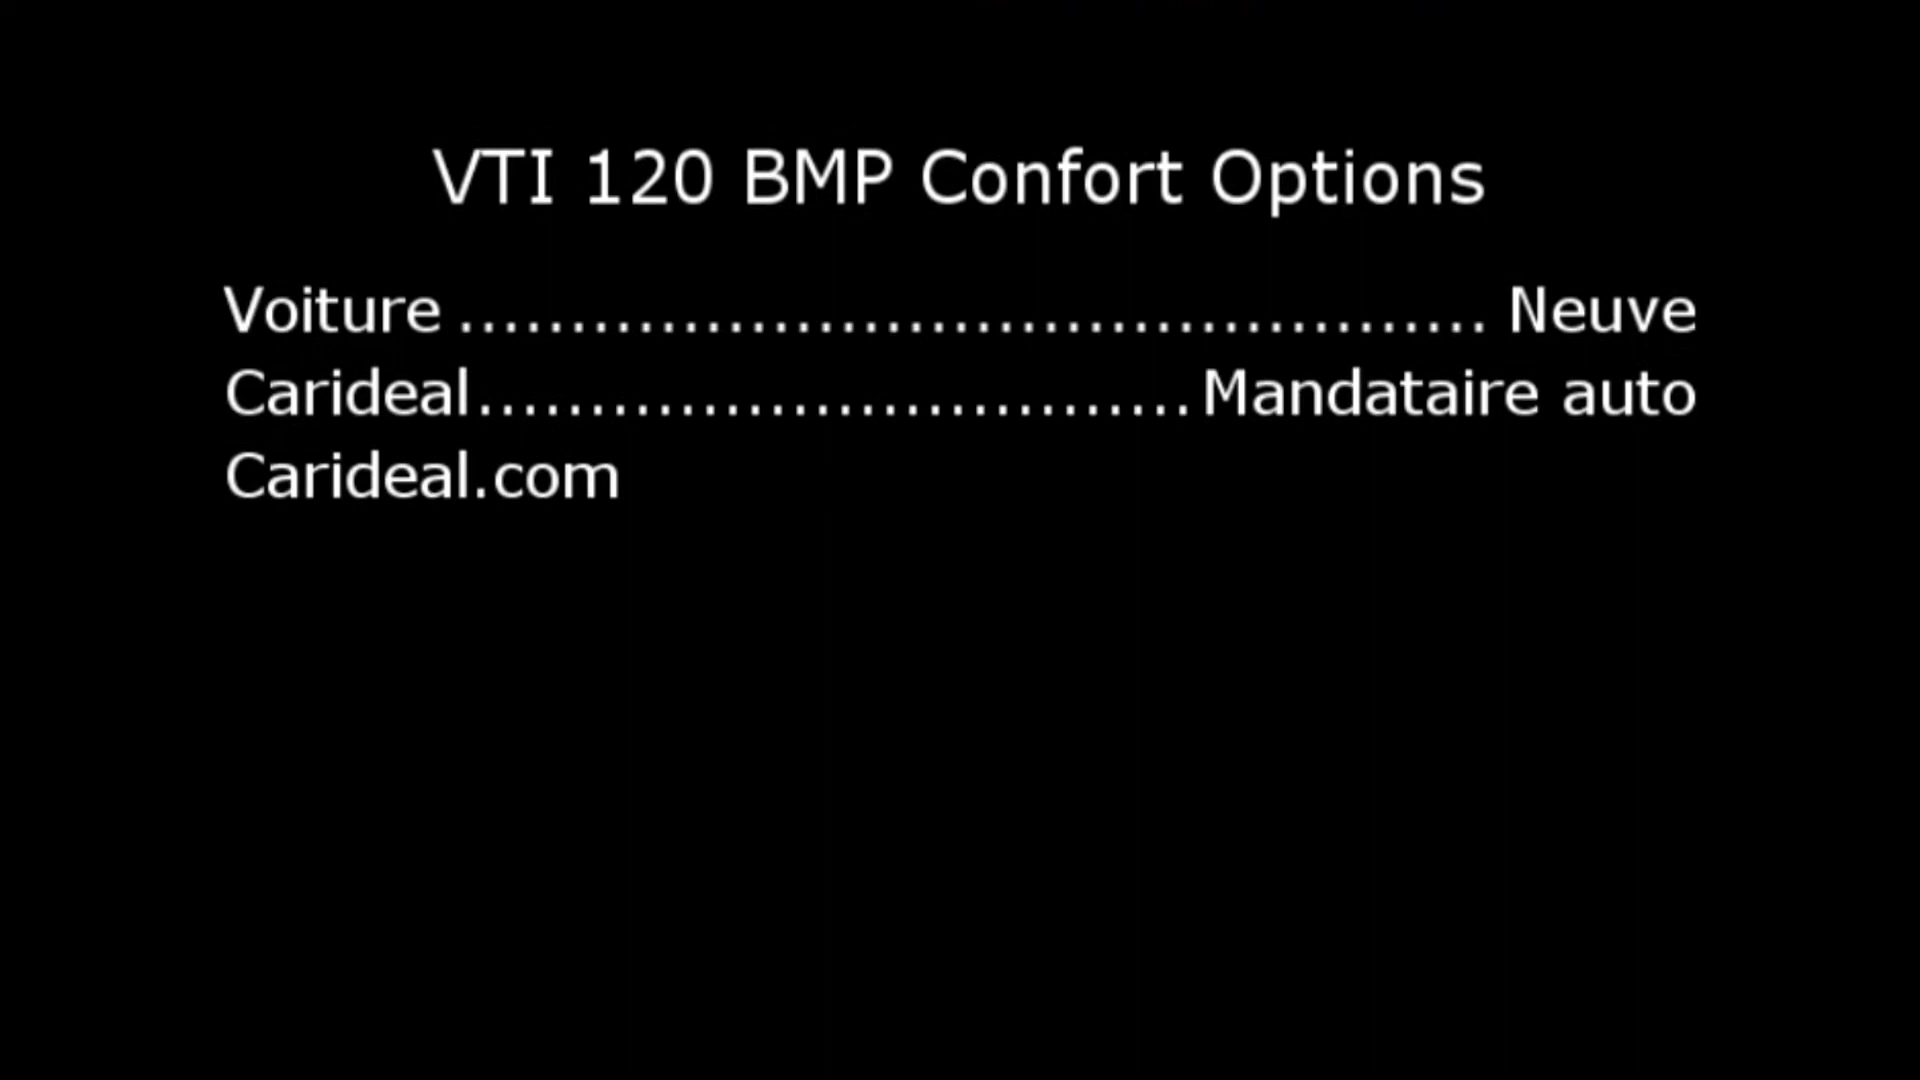 VTI 120 BMP Confort Options
Voiture .............................................. Neuve
Carideal................................Mandataire auto
Carideal.com